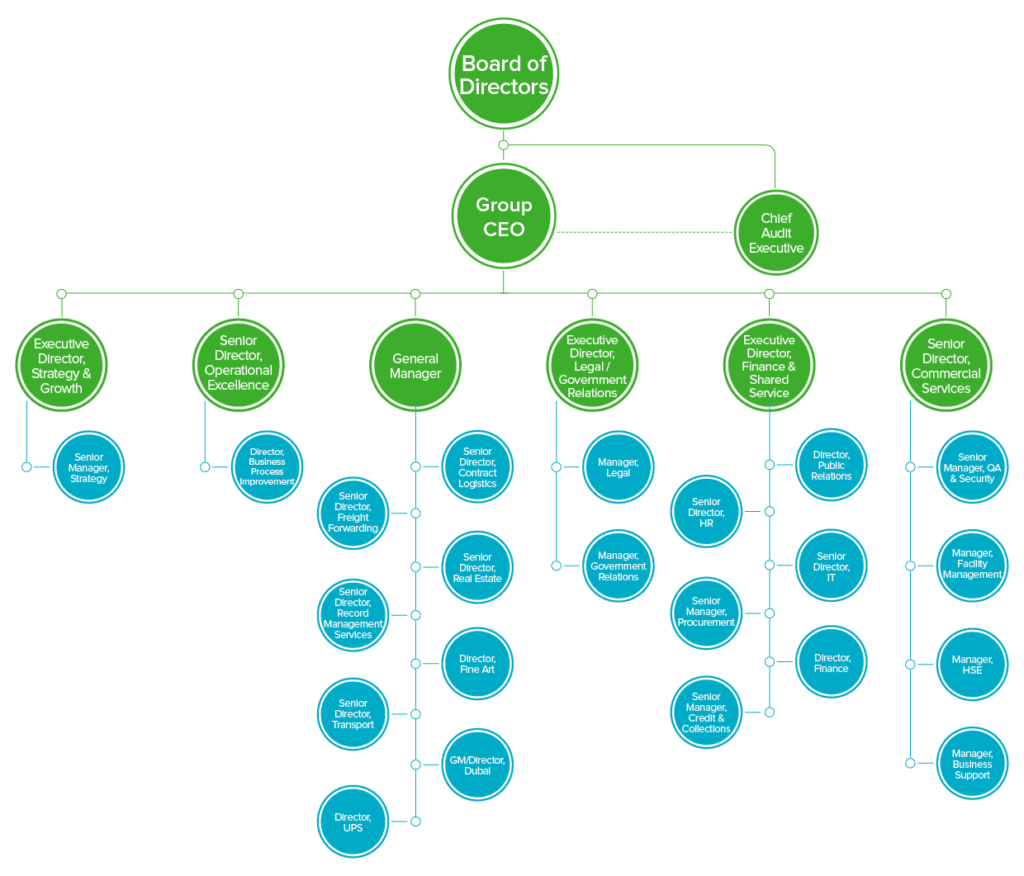 Board of
Directors
Group
CEO
Chief
Audit
Executive
Executive
Director,
Strategy &
Growth
Senior
Director,
Operational
Excellence
General
Manager
Executive
Director,
Legal /
Government
Relations
Executive
Director,
Finance &
Shared
Service
Senior
Director,
Commercial
Services
Senior
Manager,
Strategy
Director,
Business
Process
Improvement
Senior
Director,
Contract
Logistics
Senior
Director,
Freight
Forwarding
Senior
Director,
Real Estate
Senior
Director,
Record
Management
Services
Director,
Fine Art
Senior
Director,
Transport
GM/Director,
Dubai
Director,
UPS
Manager,
Legal
Manager,
Government
Relations
Director,
Public
Relations
Senior
Director,
HR
Senior
Director,
IT
Senior
Manager,
Procurement
Director,
Finance
Senior
Manager,
Credit &
Collections
Senior
Manager, QA
& Security
Manager,
Facility
Management
Manager,
HSE
Manager,
Business
Support